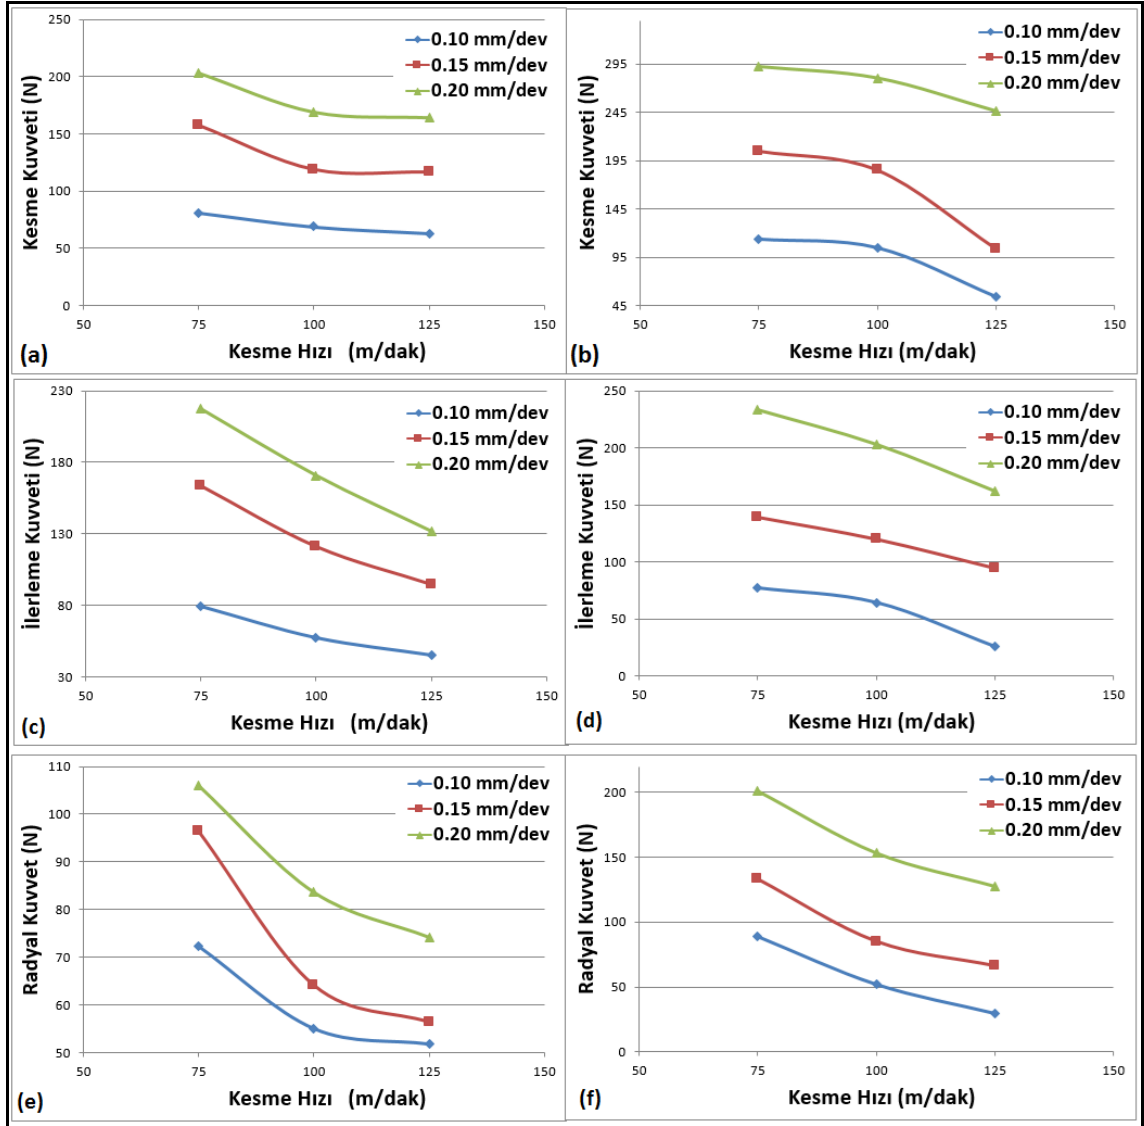 250
200
150
100
50
0
50 75 100 125 150
Kesme Kuvveti (N)
Kesme Hızı (m/dak)
0.10 mm/dev
0.15 mm/dev
0.20 mm/dev
(a)
295
245
195
145
95
45
50 75 100 125 150
Kesme Kuvveti (N)
Kesme Hızı (m/dak)
0.10 mm/dev
0.15 mm/dev
0.20 mm/dev
(b)
230
180
130
80
30
50 75 100 125 150
İlerleme Kuvveti (N)
Kesme Hızı (m/dak)
0.10 mm/dev
0.15 mm/dev
0.20 mm/dev
(c)
250
200
150
100
50
0
50 75 100 125 150
İlerleme Kuvveti (N)
Kesme Hızı (m/dak)
0.10 mm/dev
0.15 mm/dev
0.20 mm/dev
(d)
110
100
90
80
70
60
50
50 75 100 125 150
Radyal Kuvvet (N)
Kesme Hızı (m/dak)
0.10 mm/dev
0.15 mm/dev
0.20 mm/dev
(e)
200
150
100
50
0
50 75 100 125 150
Radyal Kuvvet (N)
Kesme Hızı (m/dak)
0.10 mm/dev
0.15 mm/dev
0.20 mm/dev
(f)